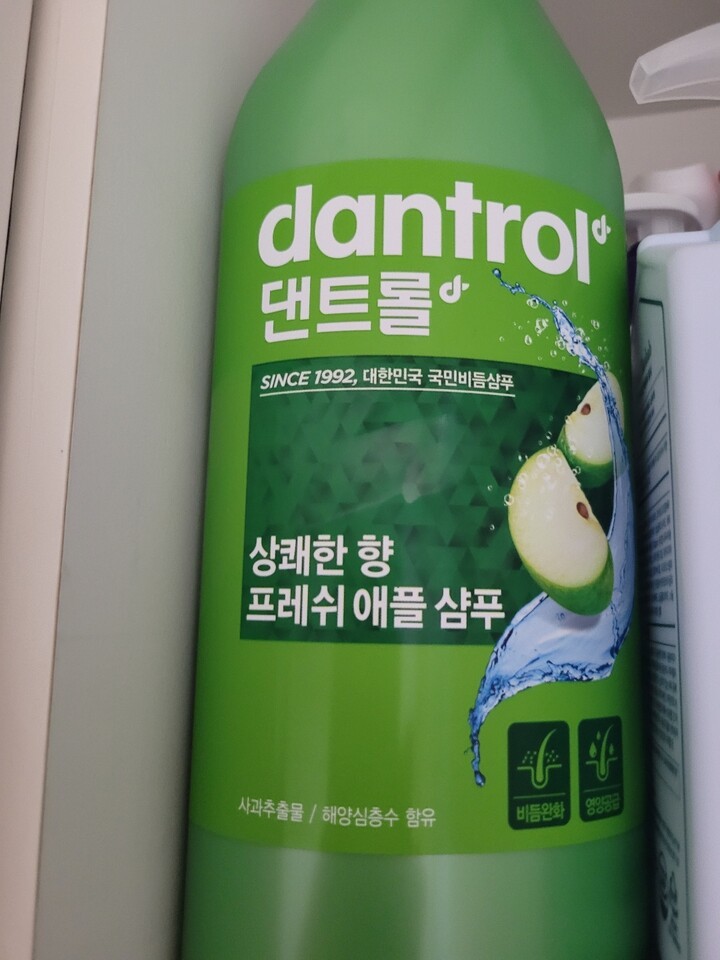 dantrol
댄트롤
SINCE 1992, 대한민국 국민비듬샴푸
상쾌한 향
프레쉬 애플 샴푸
비듬완화
영양공급
사과추출물 / 해양심층수 함유